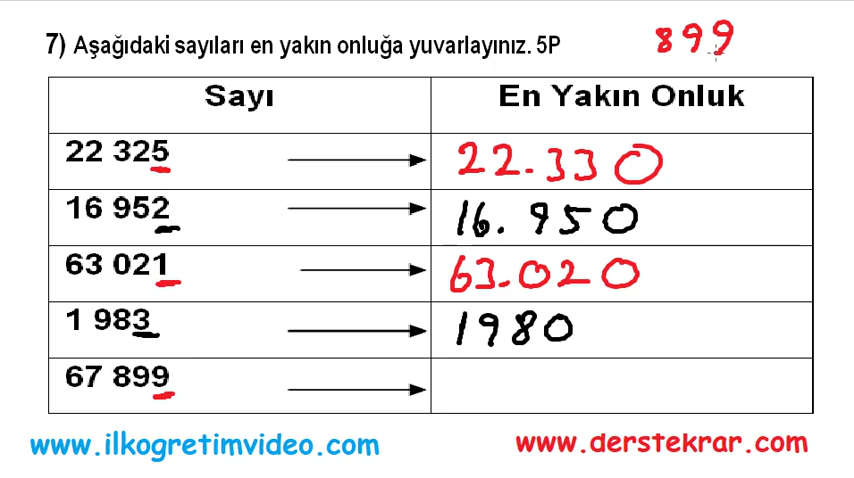 7) Aşağıdaki sayıları en yakın onluğa yuvarlayınız. 5P 899
Sayı En Yakın Onluk
22 325 22.330
16 952 16.950
63 021 63.020
1 983 1980
67 899
www.ilkogretimvideo.com www.derstekrar.com